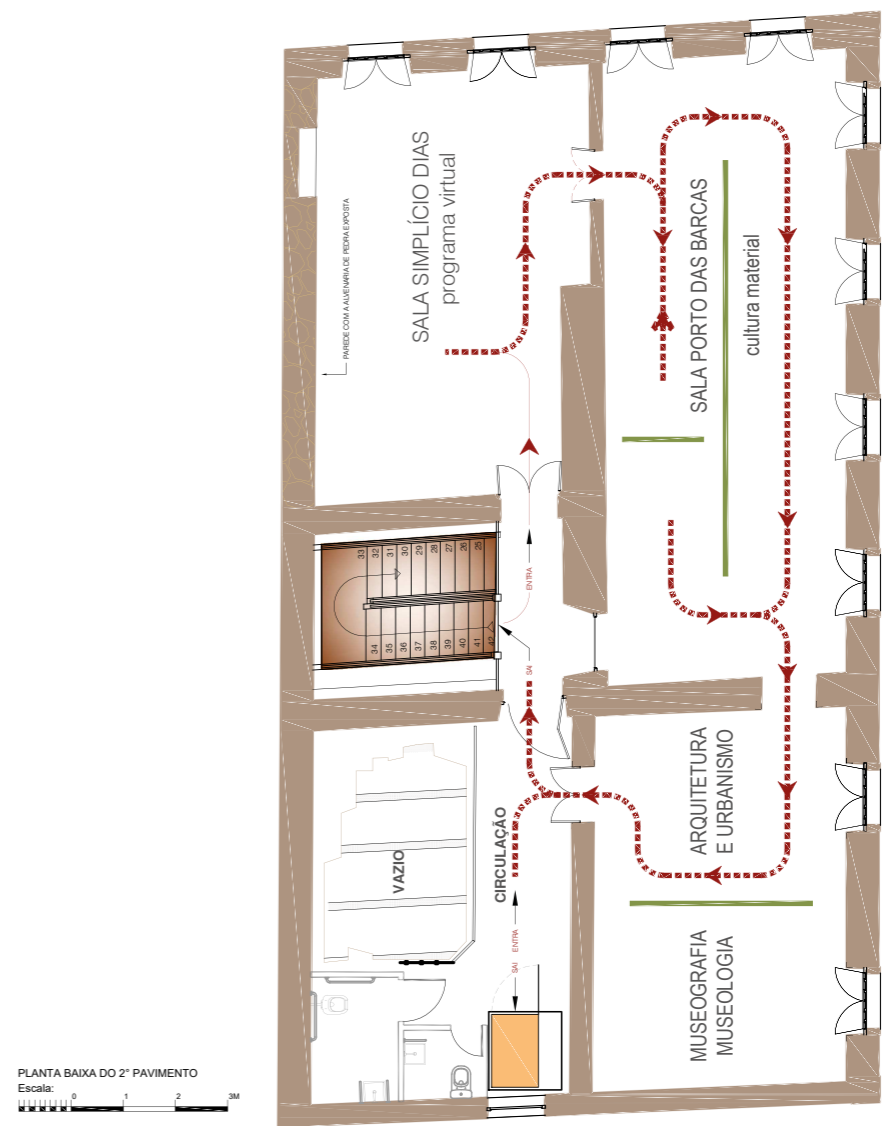 SALA SIMPLÍCIO DIAS
programa virtual
PAREDE COM A ALVENARIA DE PEDRA EXPOSTA
SALA PORTO DAS BARCAS
cultura material
33
32
31
30
29
28
27
26
25
34
35
36
37
38
39
40
41
42
ENTRA
SAI
ARQUITETURA
E URBANISMO
VAZIO
CIRCULAÇÃO
ENTRA
SAI
MUSEOGRAFIA
MUSEOLOGIA
PLANTA BAIXA DO 2° PAVIMENTO
Escala:
0 1 2 3M